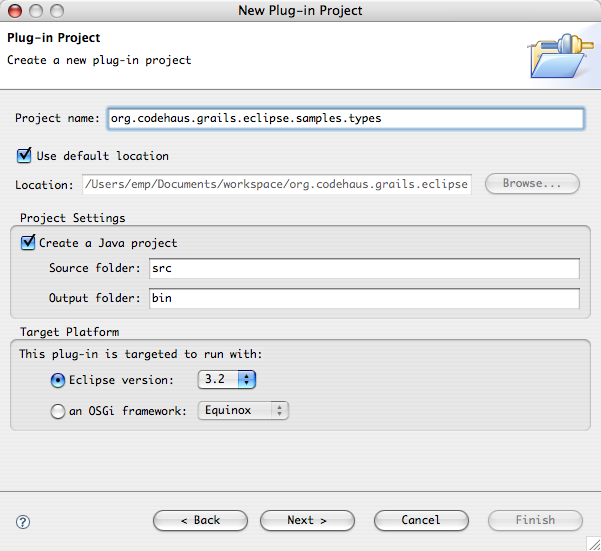 New Plug-in Project
Plug-in Project
Create a new plug-in project
Project name: org.codehaus.grails.eclipse.samples.types
Use default location
Location: /Users/emp/Documents/workspace/org.codehaus.grails.eclipse Browse...
Project Settings
Create a Java project
Source folder: src
Output folder: bin
Target Platform
This plug-in is targeted to run with:
Eclipse version: 3.2
an OSGi framework: Equinox
? < Back Next > Cancel Finish